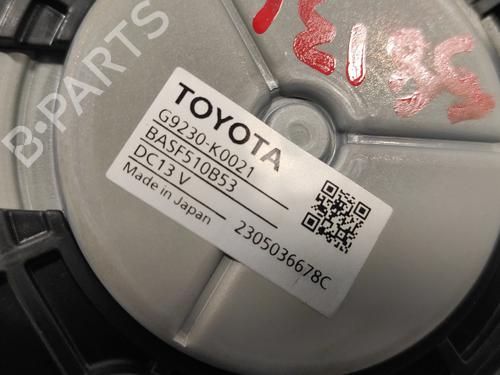 B-PARTS
TOYOTA
G9230-K0021
BASF510B53
DC13 V
Made in Japan
2305036678C